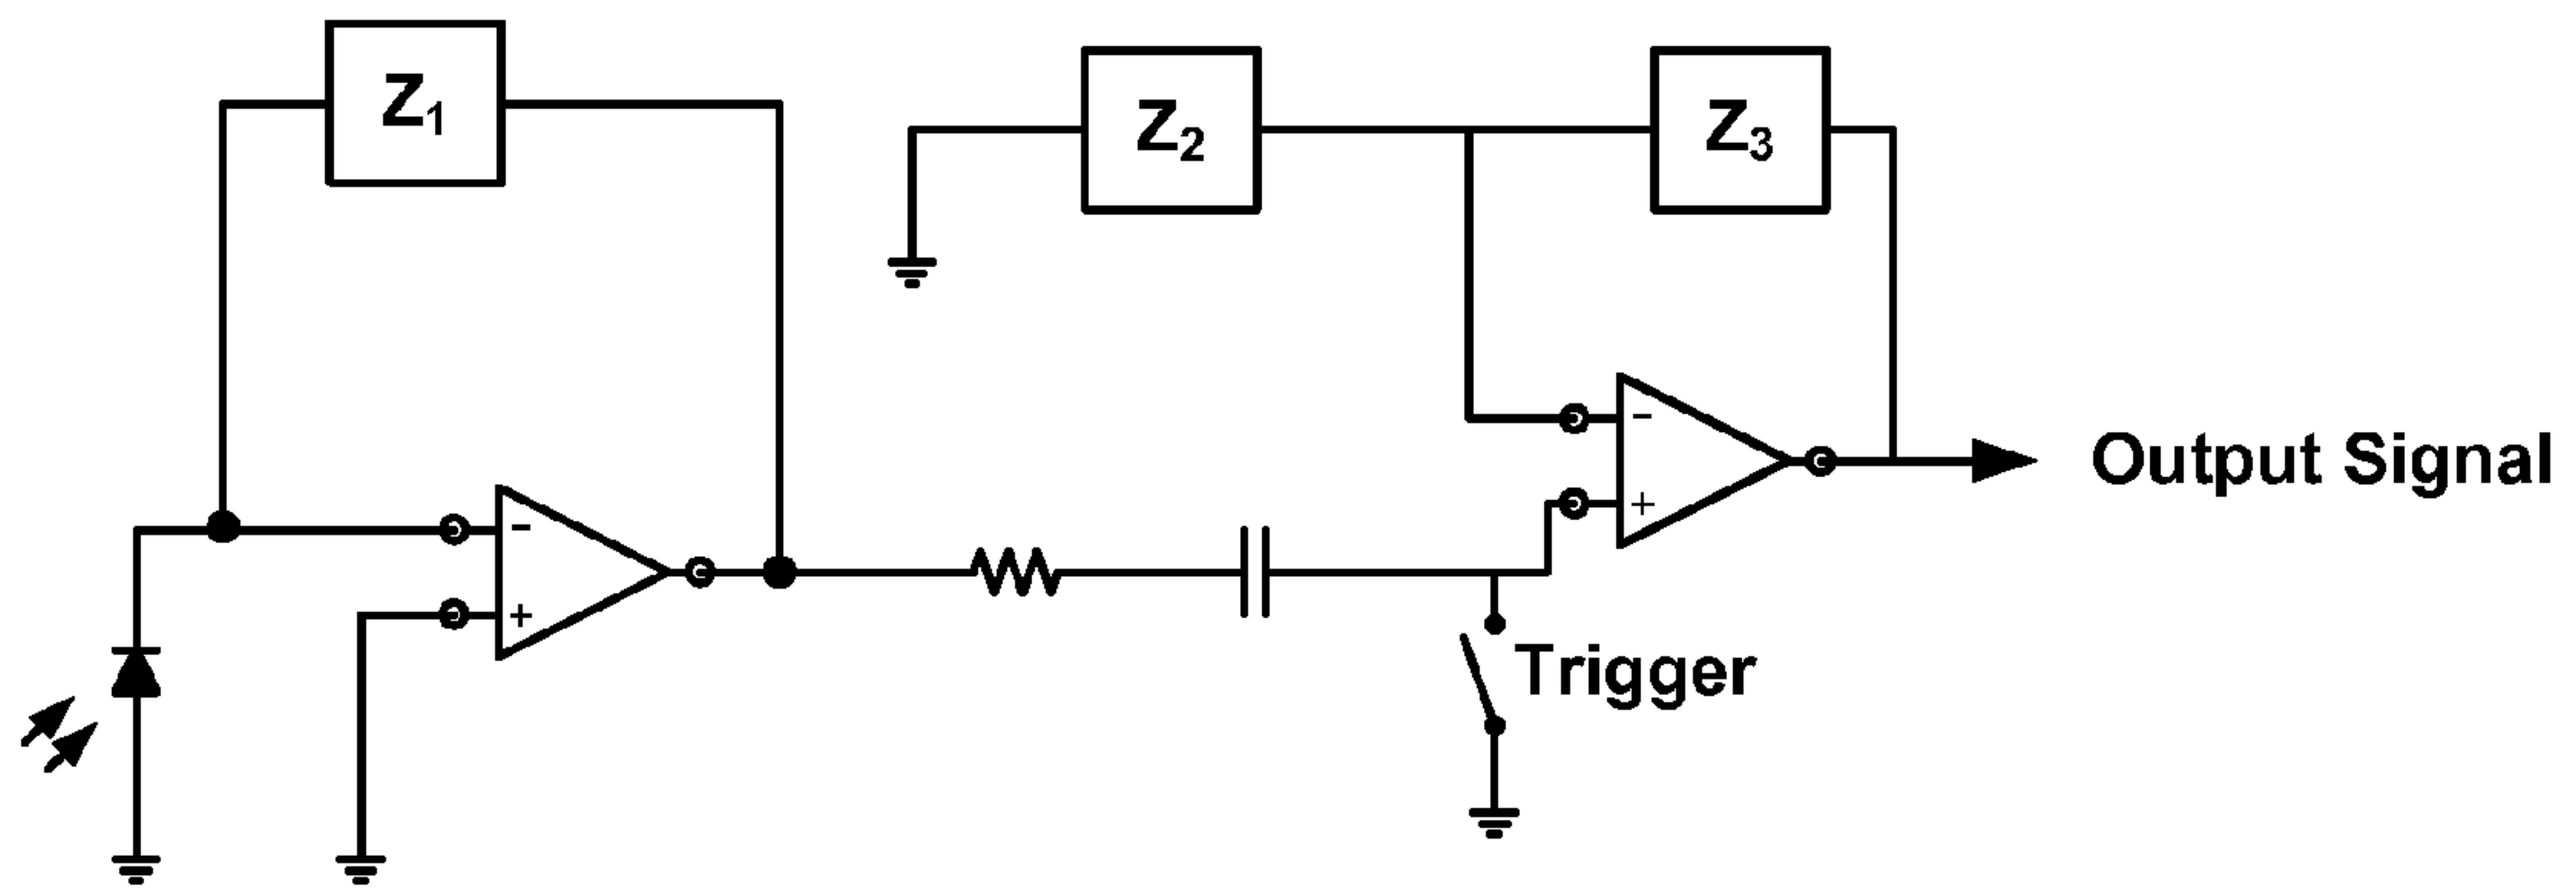 Z1
Z2
Z3
-
+
-
+
Trigger
Output Signal